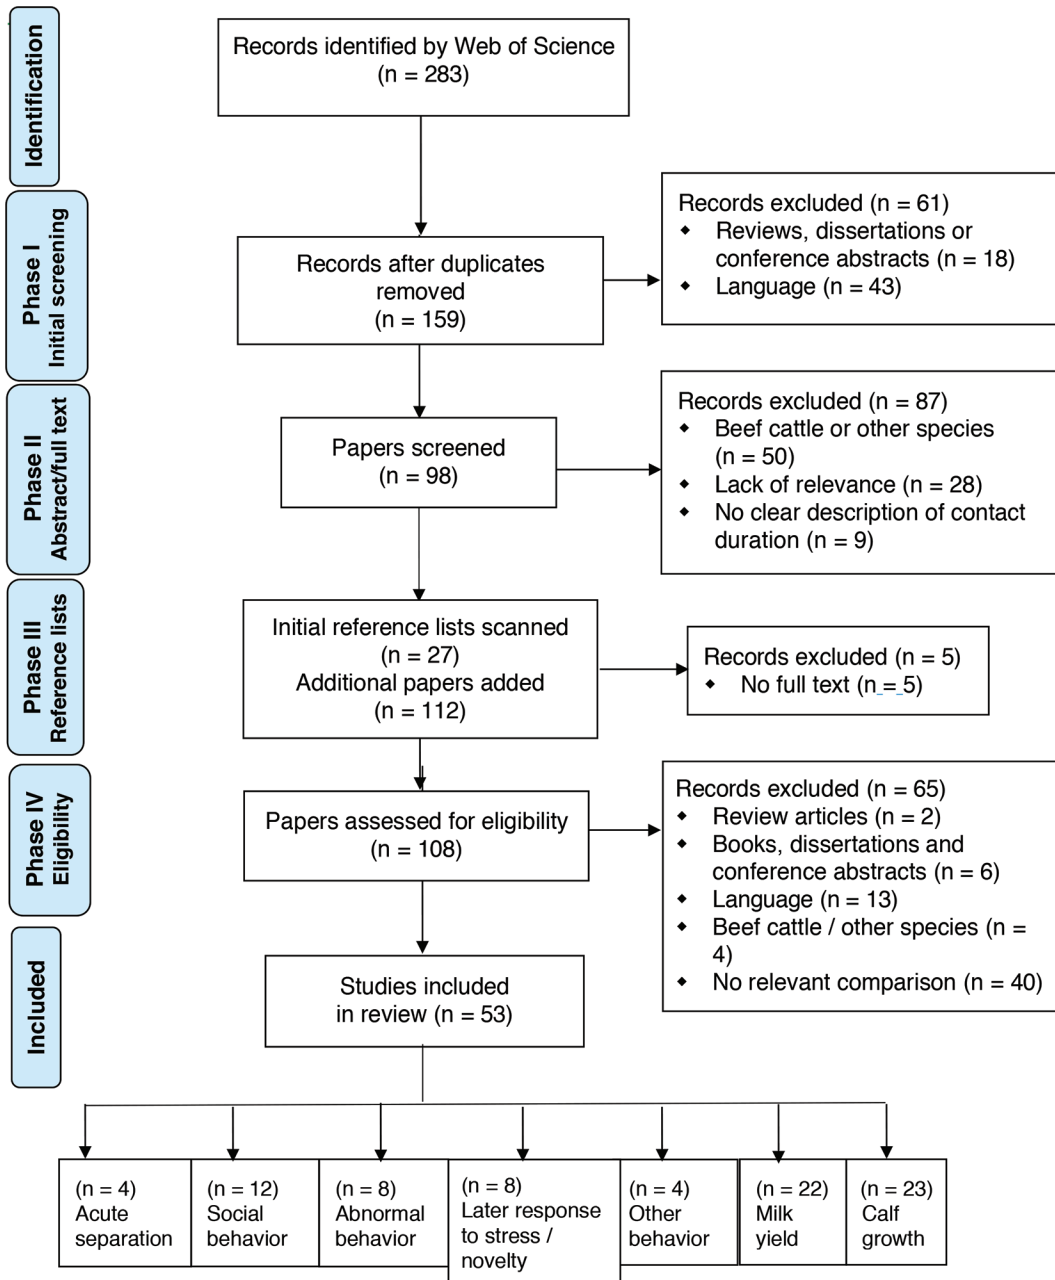 Identification
Records identified by Web of Science
(n = 283)
Phase I
Initial screening
Records after duplicates
removed
(n = 159)
Records excluded (n = 61)
◆ Reviews, dissertations or
conference abstracts (n = 18)
◆ Language (n = 43)
Phase II
Abstract/full text
Papers screened
(n = 98)
Records excluded (n = 87)
◆ Beef cattle or other species
(n = 50)
◆ Lack of relevance (n = 28)
◆ No clear description of contact
duration (n = 9)
Phase III
Reference lists
Initial reference lists scanned
(n = 27)
Additional papers added
(n = 112)
Records excluded (n = 5)
◆ No full text (n = 5)
Phase IV
Eligibility
Papers assessed for eligibility
(n = 108)
Records excluded (n = 65)
◆ Review articles (n = 2)
◆ Books, dissertations and
conference abstracts (n = 6)
◆ Language (n = 13)
◆ Beef cattle / other species (n =
4)
◆ No relevant comparison (n = 40)
Included
Studies included
in review (n = 53)
(n = 4)
Acute
separation
(n = 12)
Social
behavior
(n = 8)
Abnormal
behavior
(n = 8)
Later response
to stress /
novelty
(n = 4)
Other
behavior
(n = 22)
Milk
yield
(n = 23)
Calf
growth